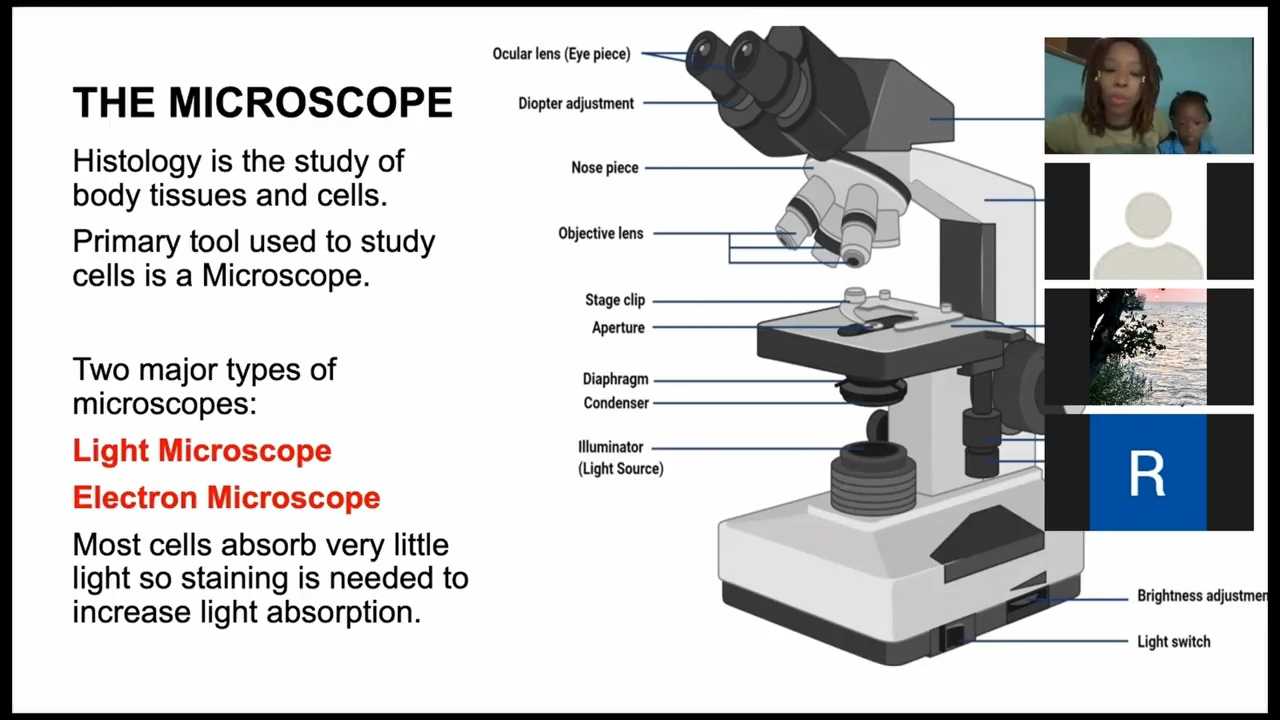 THE MICROSCOPE
Histology is the study of
body tissues and cells.
Primary tool used to study
cells is a Microscope.
Two major types of
microscopes:
Light Microscope
Electron Microscope
Most cells absorb very little
light so staining is needed to
increase light absorption.
Ocular lens (Eye piece)
Diopter adjustment
Nose piece
Objective lens
Stage clip
Aperture
Diaphragm
Condenser
Illuminator
(Light Source)
Brightness adjustmen
Light switch
R